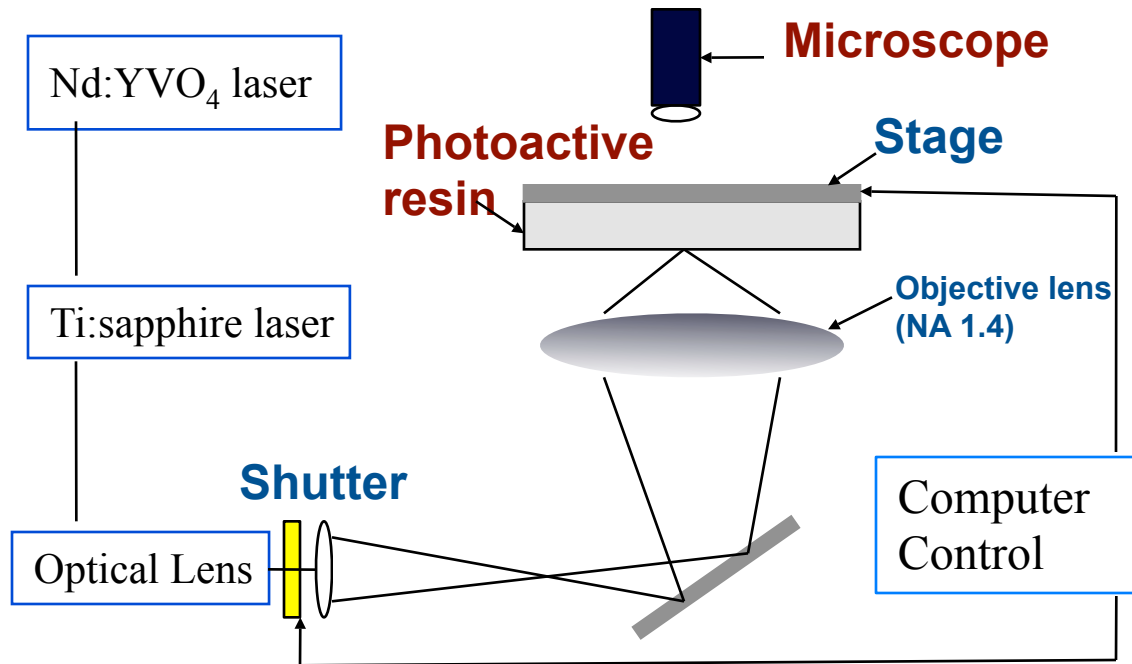 Microscope
Nd:YVO₄ laser
Stage
Photoactive
resin
Objective lens
(NA 1.4)
Ti:sapphire laser
Shutter
Computer
Control
Optical Lens